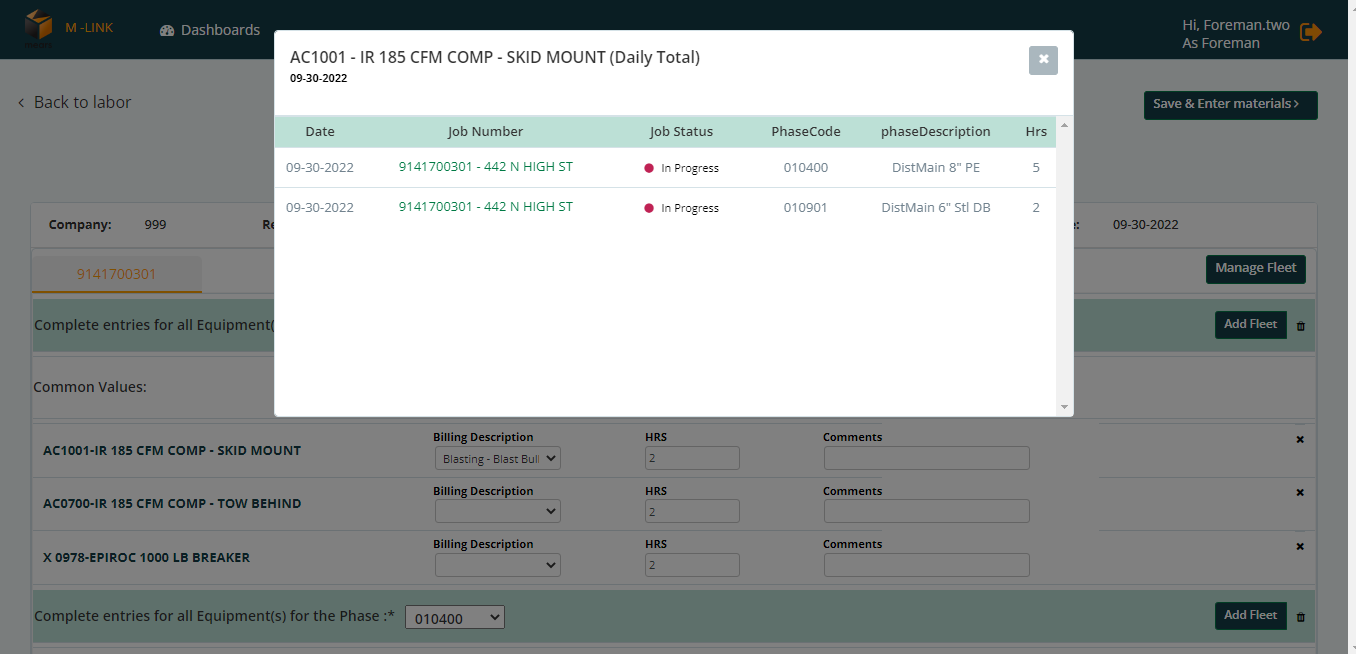 M -LINK
Dashboards
Hi, Foreman.two
As Foreman
Back to labor
Save & Enter materials
AC1001 - IR 185 CFM COMP - SKID MOUNT (Daily Total)
09-30-2022
Date Job Number Job Status PhaseCode phaseDescription Hrs
09-30-2022 9141700301 - 442 N HIGH ST In Progress 010400 DistMain 8" PE 5
09-30-2022 9141700301 - 442 N HIGH ST In Progress 010901 DistMain 6" Stl DB 2
Company: 999 Re : 09-30-2022
9141700301 Manage Fleet
Complete entries for all Equipment( Add Fleet
Common Values:
Billing Description HRS Comments
AC1001-IR 185 CFM COMP - SKID MOUNT Blasting - Blast Bull 2
Billing Description HRS Comments
AC0700-IR 185 CFM COMP - TOW BEHIND 2
Billing Description HRS Comments
X 0978-EPIROC 1000 LB BREAKER 2
Complete entries for all Equipment(s) for the Phase :* 010400 Add Fleet